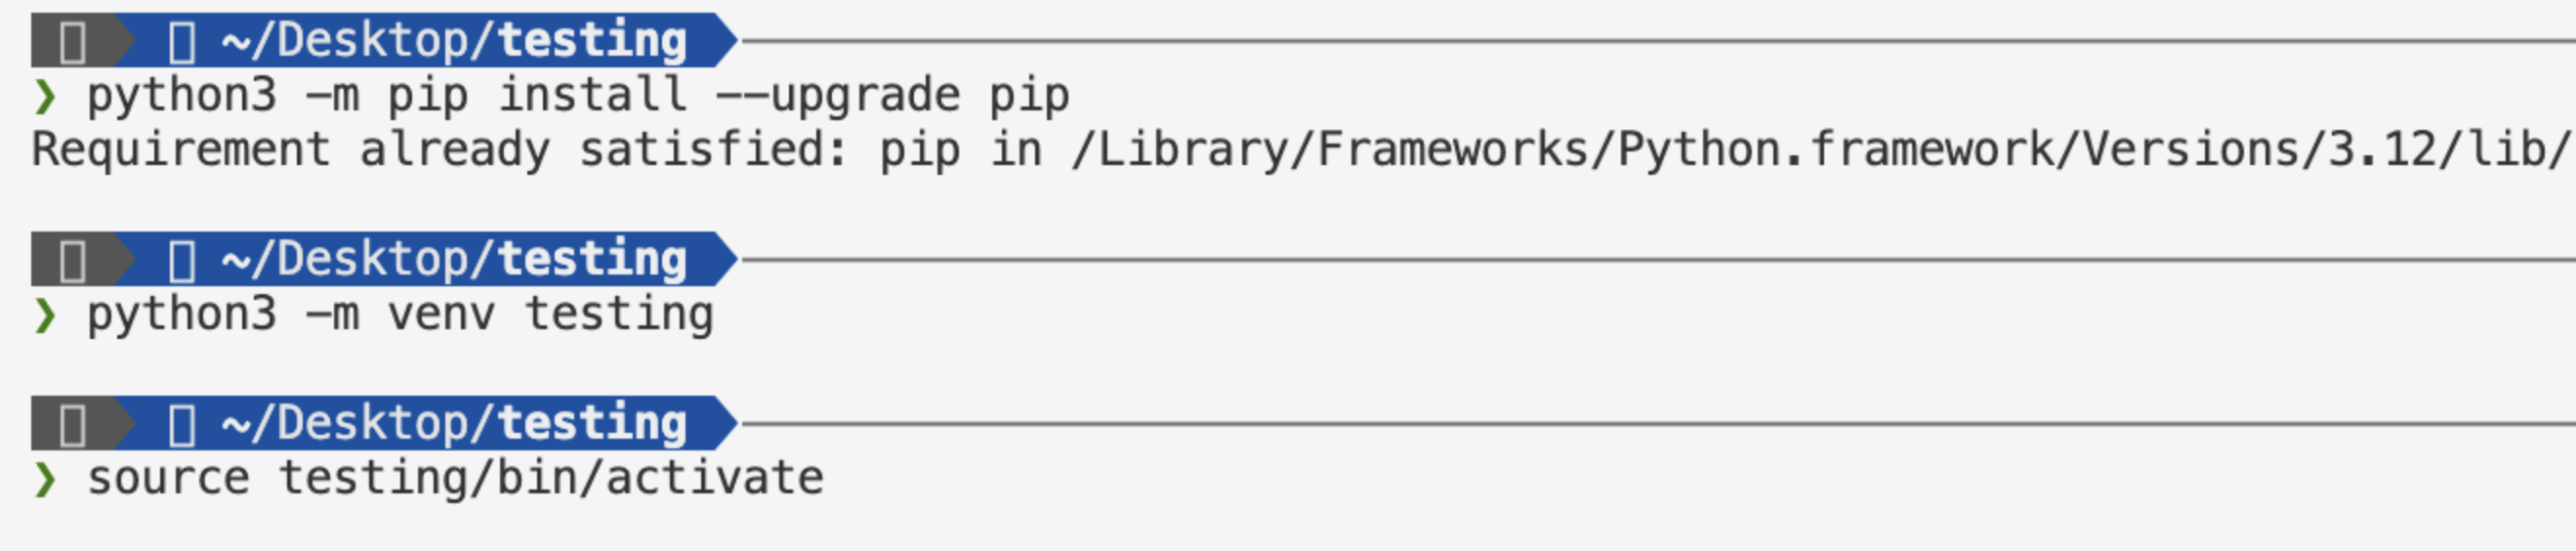 ~/Desktop/testing
❯ python3 -m pip install --upgrade pip
Requirement already satisfied: pip in /Library/Frameworks/Python.framework/Versions/3.12/lib/
~/Desktop/testing
❯ python3 -m venv testing
~/Desktop/testing
❯ source testing/bin/activate